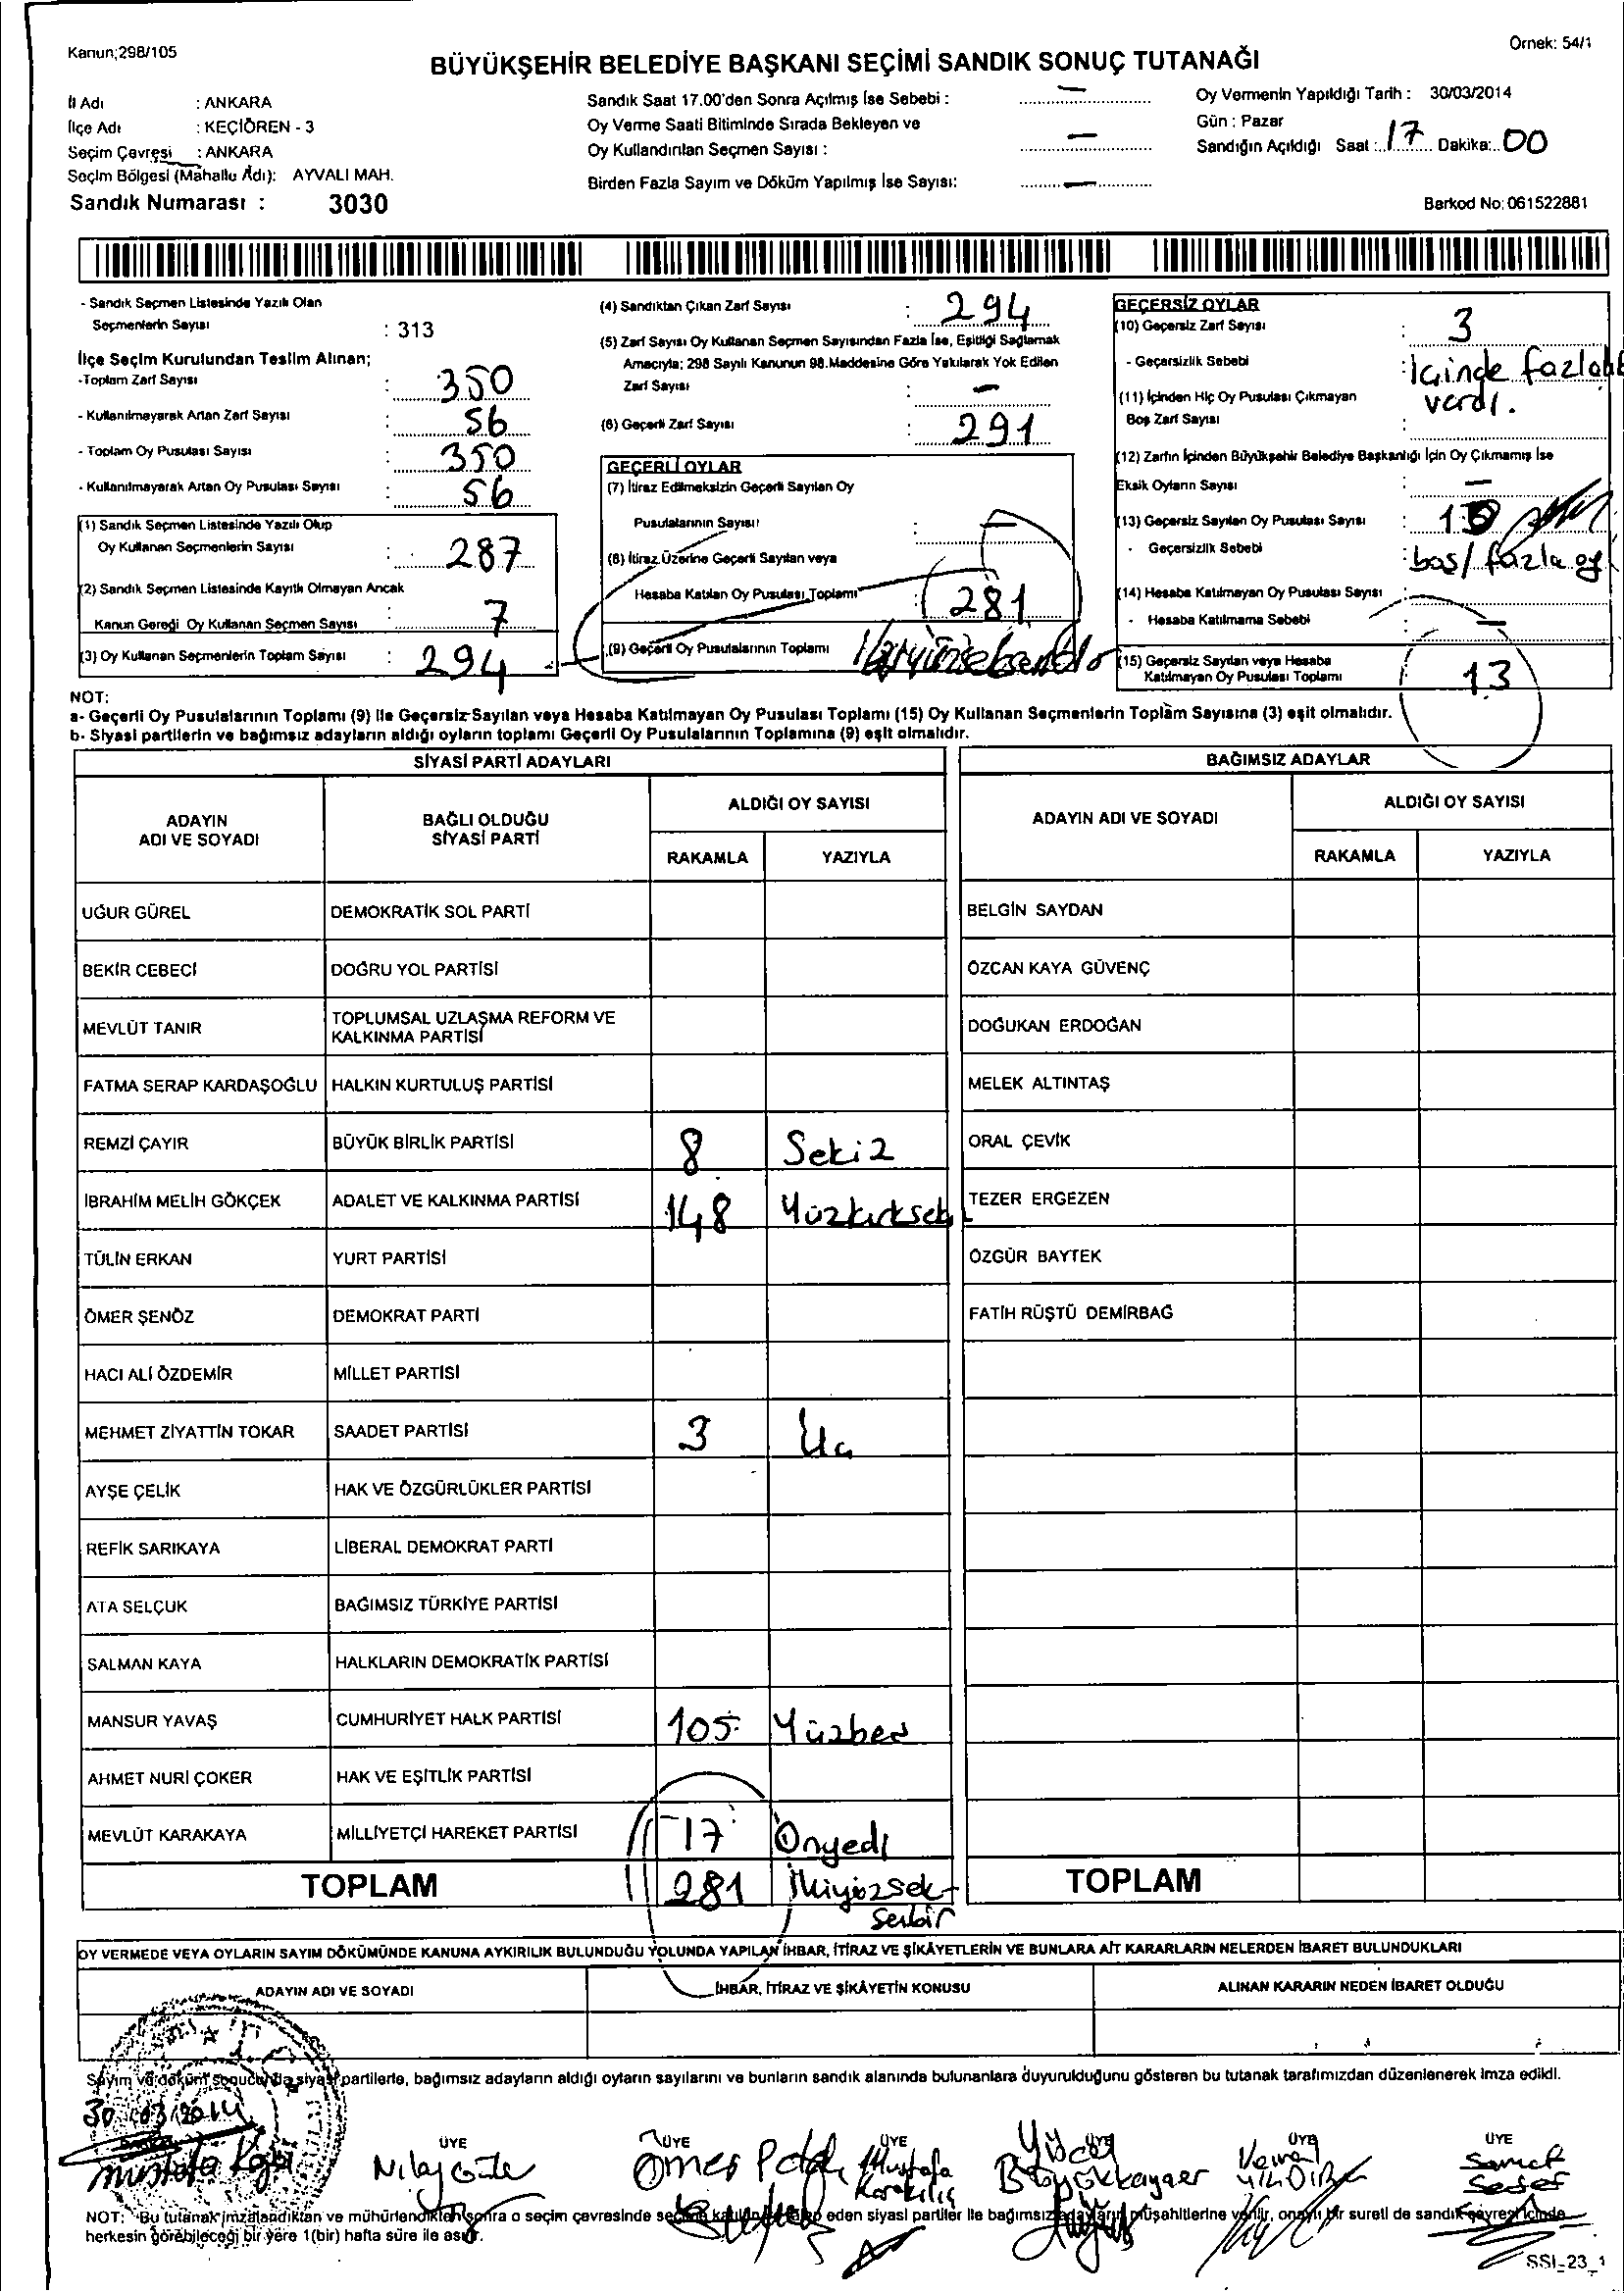 Kanun;298/105
Örnek: 54/1
BÜYÜKŞEHİR BELEDİYE BAŞKANI SEÇİMİ SANDIK SONUÇ TUTANAĞI
İl Adı : ANKARA
İlçe Adı : KEÇİÖREN - 3
Seçim Çevresi : ANKARA
Seçim Bölgesi (Mahalle Adı): AYVALI MAH.
Sandık Numarası : 3030
Sandık Saat 17.00'den Sonra Açılmış İse Sebebi : —
Oy Verme Saati Bitiminde Sırada Bekleyen ve
Oy Kullandırılan Seçmen Sayısı : —
Birden Fazla Sayım ve Döküm Yapılmış İse Sayısı: —
Oy Vermenin Yapıldığı Tarih : 30/03/2014
Gün : Pazar
Sandığın Açıldığı Saat : 17 Dakika: 00
Barkod No: 061522881
- Sandık Seçmen Listesinde Yazılı Olan
Seçmenlerin Sayısı : 313
İlçe Seçim Kurulundan Teslim Alınan;
-Toplam Zarf Sayısı : 350
- Kullanılmayarak Artan Zarf Sayısı : 56
- Toplam Oy Pusulası Sayısı : 350
- Kullanılmayarak Artan Oy Pusulası Sayısı : 56
(1) Sandık Seçmen Listesinde Yazılı Olup
Oy Kullanan Seçmenlerin Sayısı : 287
(2) Sandık Seçmen Listesinde Kayıtlı Olmayan Ancak
Kanun Gereği Oy Kullanan Seçmen Sayısı : 7
(3) Oy Kullanan Seçmenlerin Toplam Sayısı : 294
(4) Sandıktan Çıkan Zarf Sayısı : 294
(5) Zarf Sayısı Oy Kullanan Seçmen Sayısından Fazla İse, Eşitliği Sağlamak
Amacıyla; 298 Sayılı Kanunun 98.Maddesine Göre Yakılarak Yok Edilen
Zarf Sayısı : —
(6) Geçerli Zarf Sayısı : 291
GEÇERLİ OYLAR
(7) İtiraz Edilmeksizin Geçerli Sayılan Oy
Pusulalarının Sayısı : —
(8) İtiraz Üzerine Geçerli Sayılan veya
Hesaba Katılan Oy Pusulası Toplamı : 281
(9) Geçerli Oy Pusulalarının Toplamı
GEÇERSİZ OYLAR
(10) Geçersiz Zarf Sayısı : 3
- Geçersizlik Sebebi : İçinde
vardı.
(11) İçinden Hiç Oy Pusulası Çıkmayan
Boş Zarf Sayısı :
(12) Zarfın İçinden Büyükşehir Belediye Başkanlığı İçin Oy Çıkmamış İse
Eksik Oyların Sayısı : —
(13) Geçersiz Sayılan Oy Pusulası Sayısı :
- Geçersizlik Sebebi : boş/ fazla oy
(14) Hesaba Katılmayan Oy Pusulası Sayısı :
- Hesaba Katılmama Sebebi : —
(15) Geçersiz Sayılan veya Hesaba
Katılmayan Oy Pusulası Toplamı 13
NOT:
a- Geçerli Oy Pusulalarının Toplamı (9) ile Geçersiz Sayılan veya Hesaba Katılmayan Oy Pusulası Toplamı (15) Oy Kullanan Seçmenlerin Toplam Sayısına (3) eşit olmalıdır.
b- Siyasi partilerin ve bağımsız adayların aldığı oyların toplamı Geçerli Oy Pusulalarının Toplamına (9) eşit olmalıdır.
SİYASİ PARTİ ADAYLARI
ADAYIN
ADI VE SOYADI
BAĞLI OLDUĞU
SİYASİ PARTİ
ALDIĞI OY SAYISI
RAKAMLA YAZIYLA
UĞUR GÜREL DEMOKRATİK SOL PARTİ
BEKİR CEBECİ DOĞRU YOL PARTİSİ
MEVLÜT TANIR TOPLUMSAL UZLAŞMA REFORM VE
KALKINMA PARTİSİ
FATMA SERAP KARDAŞOĞLU HALKIN KURTULUŞ PARTİSİ
REMZİ ÇAYIR BÜYÜK BİRLİK PARTİSİ 8 Sekiz
İBRAHİM MELİH GÖKÇEK ADALET VE KALKINMA PARTİSİ 148 Yüzkırksek
TÜLİN ERKAN YURT PARTİSİ
ÖMER ŞENÖZ DEMOKRAT PARTİ
HACI ALİ ÖZDEMİR MİLLET PARTİSİ
MEHMET ZİYATTİN TOKAR SAADET PARTİSİ 3 Üç
AYŞE ÇELİK HAK VE ÖZGÜRLÜKLER PARTİSİ
REFİK SARIKAYA LİBERAL DEMOKRAT PARTİ
ATA SELÇUK BAĞIMSIZ TÜRKİYE PARTİSİ
SALMAN KAYA HALKLARIN DEMOKRATİK PARTİSİ
MANSUR YAVAŞ CUMHURİYET HALK PARTİSİ 105 Yüzbeş
AHMET NURİ ÇOKER HAK VE EŞİTLİK PARTİSİ
MEVLÜT KARAKAYA MİLLİYETÇİ HAREKET PARTİSİ 17 Onyedi
TOPLAM 281 İkiyüzsek-
senbir
BAĞIMSIZ ADAYLAR
ADAYIN ADI VE SOYADI
ALDIĞI OY SAYISI
RAKAMLA YAZIYLA
BELGİN SAYDAN
ÖZCAN KAYA GÜVENÇ
DOĞUKAN ERDOĞAN
MELEK ALTINTAŞ
ORAL ÇEVİK
TEZER ERGEZEN
ÖZGÜR BAYTEK
FATİH RÜŞTÜ DEMİRBAĞ
TOPLAM
OY VERMEDE VEYA OYLARIN SAYIM DÖKÜMÜNDE KANUNA AYKIRILIK BULUNDUĞU YOLUNDA YAPILAN İHBAR, İTİRAZ VE ŞİKÂYETLERİN VE BUNLARA AİT KARARLARIN NELERDEN İBARET BULUNDUKLARI
ADAYIN ADI VE SOYADI İHBAR, İTİRAZ VE ŞİKÂYETİN KONUSU ALINAN KARARIN NEDEN İBARET OLDUĞU
Sayım ve döküm sonucunda siyasi partilerle, bağımsız adayların aldığı oyların sayılarını ve bunların sandık alanında bulunanlara duyurulduğunu gösteren bu tutanak tarafımızdan düzenlenerek imza edildi.
30/03/2014
ÜYE ÜYE ÜYE ÜYE ÜYE ÜYE
Mustafa Nilay Ömer Mustafa Yücel Kemal Samet
Karakılıç Sefer
NOT: Bu tutanak imzalandıktan ve mühürlendikten sonra o seçim çevresinde seçime katılan eden siyasi partiler ile bağımsız adayların müşahitlerine verilir, onaylı bir sureti de sandık çevresi içinde
herkesin görebileceği bir yere 1(bir) hafta süre ile asılır.
SSI_23_1